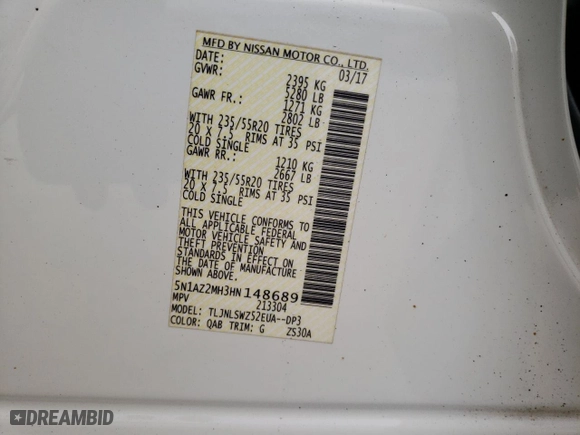 MFD BY NISSAN MOTOR CO., LTD.
DATE: 03/17
GVWR: 2395 KG
5280 LB
GAWR FR.: 1271 KG
2802 LB
WITH 235/55R20 TIRES
20 X 7.5 RIMS AT 35 PSI
COLD SINGLE
GAWR RR.: 1210 KG
2667 LB
WITH 235/55R20 TIRES
20 X 7.5 RIMS AT 35 PSI
COLD SINGLE
THIS VEHICLE CONFORMS TO
ALL APPLICABLE FEDERAL
MOTOR VEHICLE SAFETY AND
THEFT PREVENTION
STANDARDS IN EFFECT ON
THE DATE OF MANUFACTURE
SHOWN ABOVE.
5N1AZ2MH3HN148689
MPV 213304
MODEL: TLJNLSWZ52EUA--DP3
COLOR: QAB TRIM: G ZS30A
DREAMBID